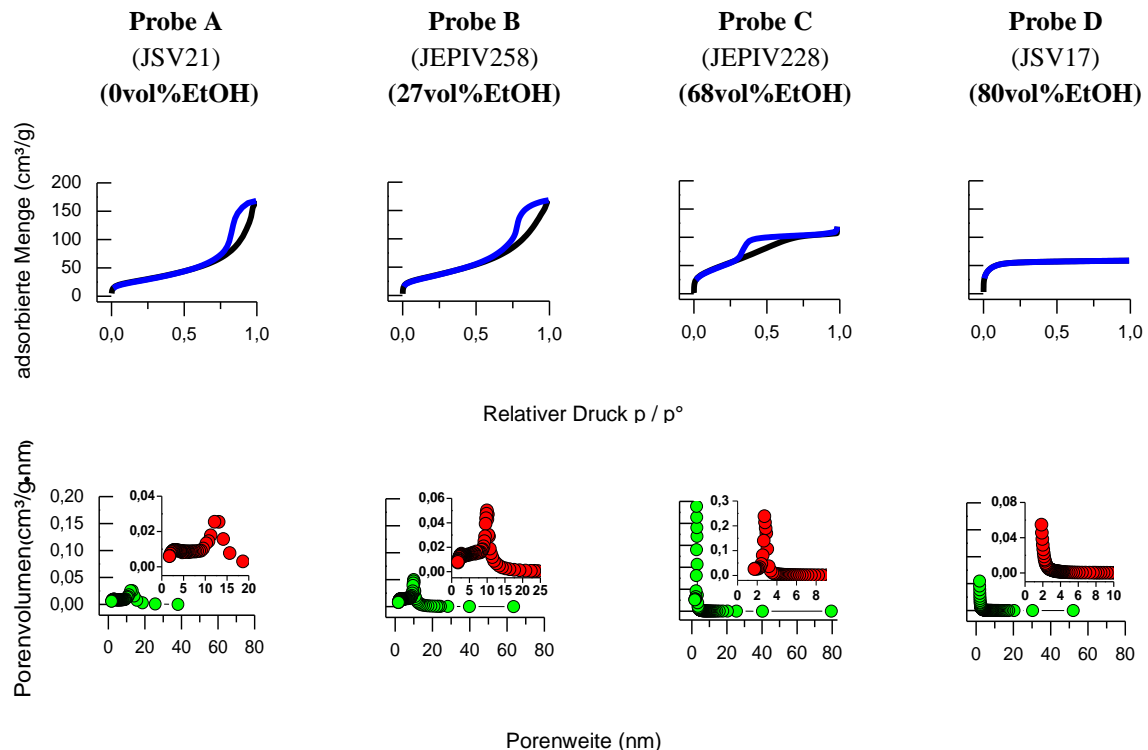 Probe A Probe B Probe C Probe D
(JSV21) (JEPIV258) (JEPIV228) (JSV17)
(0vol%EtOH) (27vol%EtOH) (68vol%EtOH) (80vol%EtOH)
adsorbierte Menge (cm³/g)
200
150
100
50
0
0,0 0,5 1,0 0,0 0,5 1,0 0,0 0,5 1,0 0,0 0,5 1,0
Relativer Druck p / p°
Porenvolumen(cm³/g•nm)
0,20
0,15
0,10
0,05
0,00
0,04
0,02
0,00
0 5 10 15 20
0,06
0,04
0,02
0,00
0 5 10 15 20 25
0,3
0,2
0,1
0,0
0 2 4 6 8
0,08
0,04
0,00
0 2 4 6 8 10
0 20 40 60 80 0 20 40 60 80 0 20 40 60 80 0 20 40 60 80
Porenweite (nm)